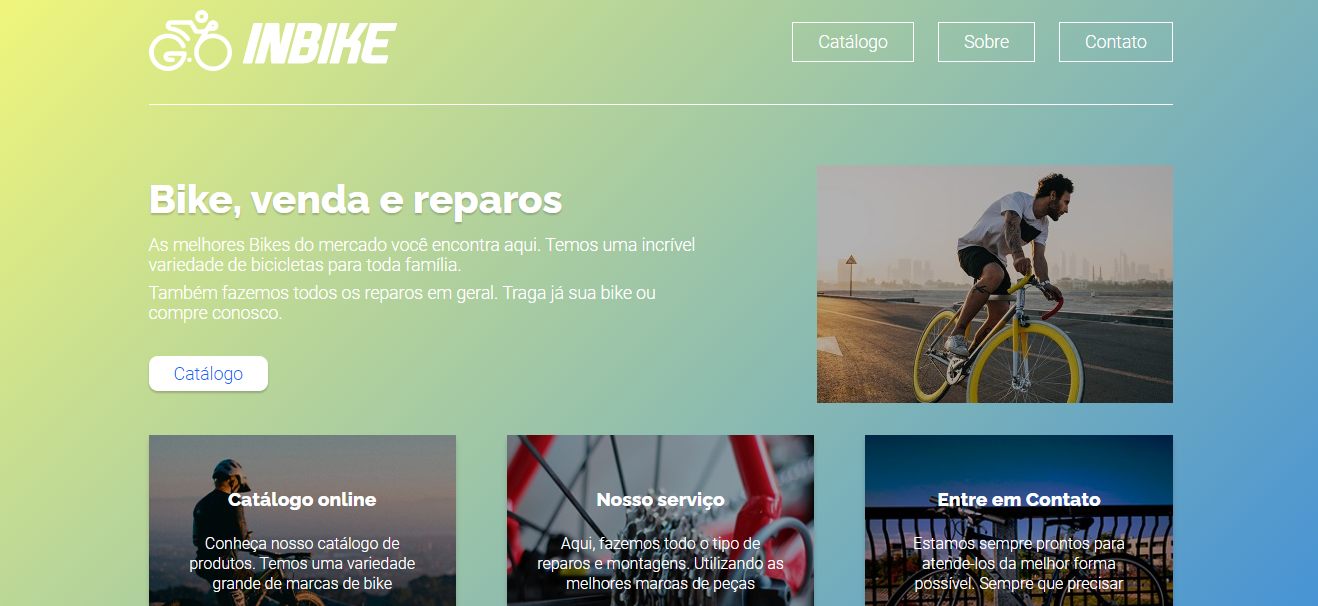 INBIKE
Catálogo
Sobre
Contato
Bike, venda e reparos
As melhores Bikes do mercado você encontra aqui. Temos uma incrível
variedade de bicicletas para toda família.
Também fazemos todos os reparos em geral. Traga já sua bike ou
compre conosco.
Catálogo
Catálogo online
Conheça nosso catálogo de
produtos. Temos uma variedade
grande de marcas de bike
Nosso serviço
Aqui, fazemos todo o tipo de
reparos e montagens. Utilizando as
melhores marcas de peças
Entre em Contato
Estamos sempre prontos para
atendê-los da melhor forma
possível. Sempre que precisar